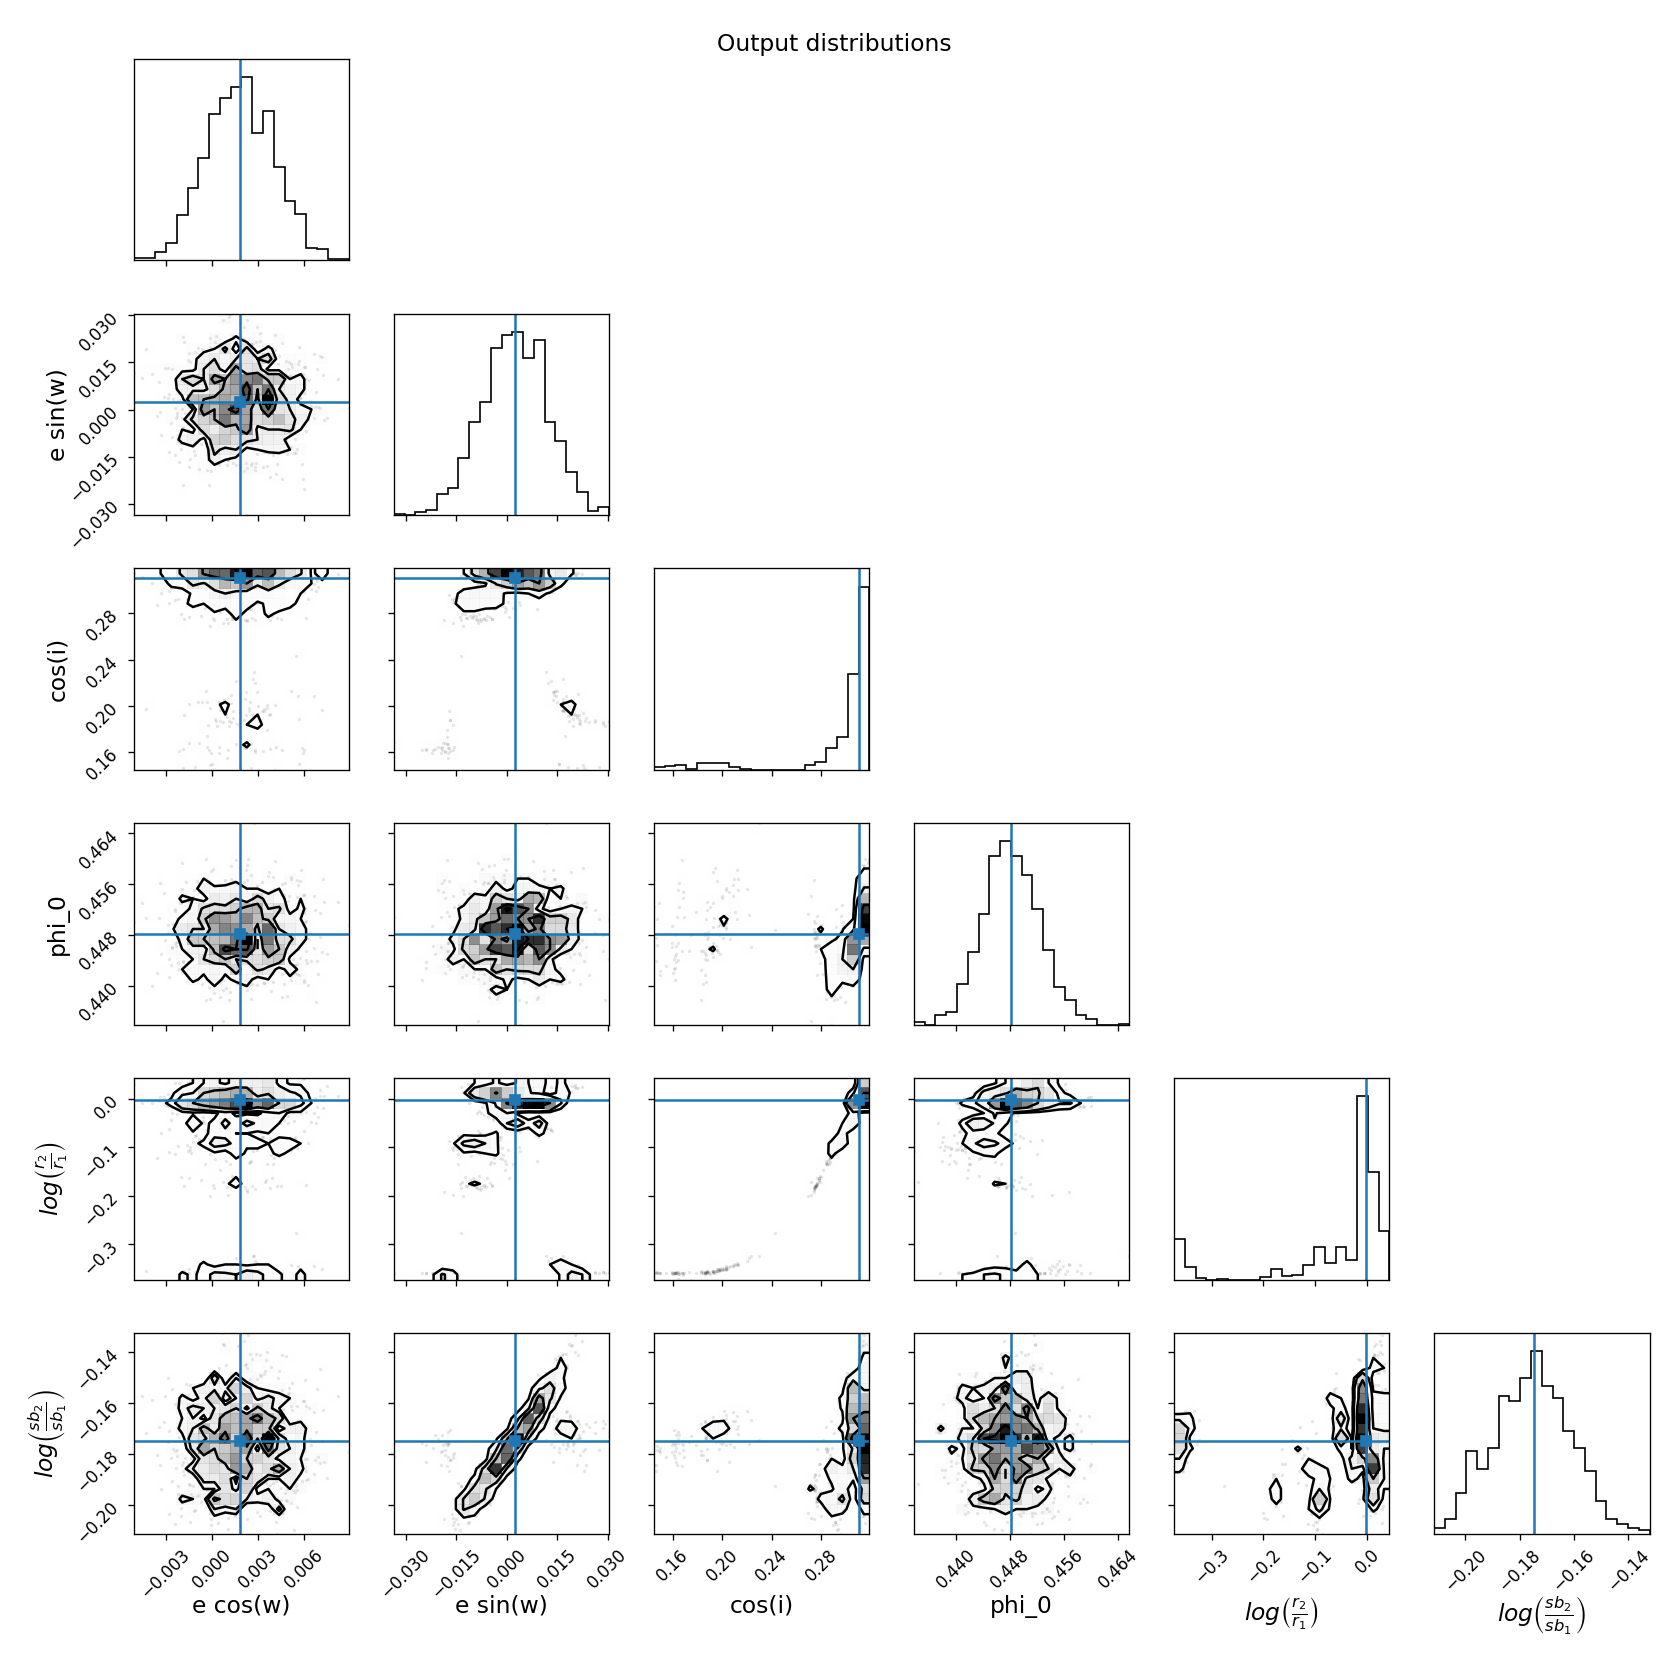 Output distributions
e sin(w)
0.030
0.015
0.000
−0.015
−0.030
cos(i)
0.28
0.24
0.20
0.16
phi_0
0.464
0.456
0.448
0.440
log(r2/r1)
0.0
−0.1
−0.2
−0.3
log(sb2/sb1)
−0.14
−0.16
−0.18
−0.20
−0.003 0.000 0.003 0.006
−0.030 −0.015 0.000 0.015 0.030
0.16 0.20 0.24 0.28
0.440 0.448 0.456 0.464
−0.3 −0.2 −0.1 0.0
−0.20 −0.18 −0.16 −0.14
e cos(w)
e sin(w)
cos(i)
phi_0
log(r2/r1)
log(sb2/sb1)